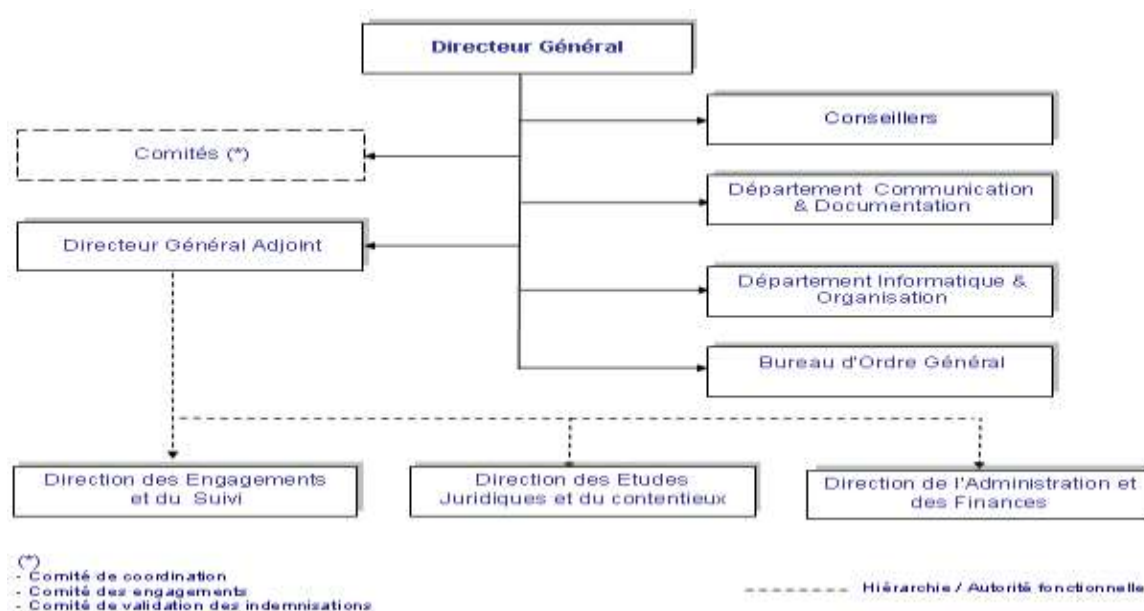 Directeur Général
Conseillers
Comités (*)
Département Communication
& Documentation
Directeur Général Adjoint
Département Informatique &
Organisation
Bureau d'Ordre Général
Direction des Engagements
et du Suivi
Direction des Etudes
Juridiques et du contentieux
Direction de l'Administration et
des Finances
(*)
- Comité de coordination
- Comité des engagements
- Comité de validation des indemnisations
Hiérarchie / Autorité fonctionnelle